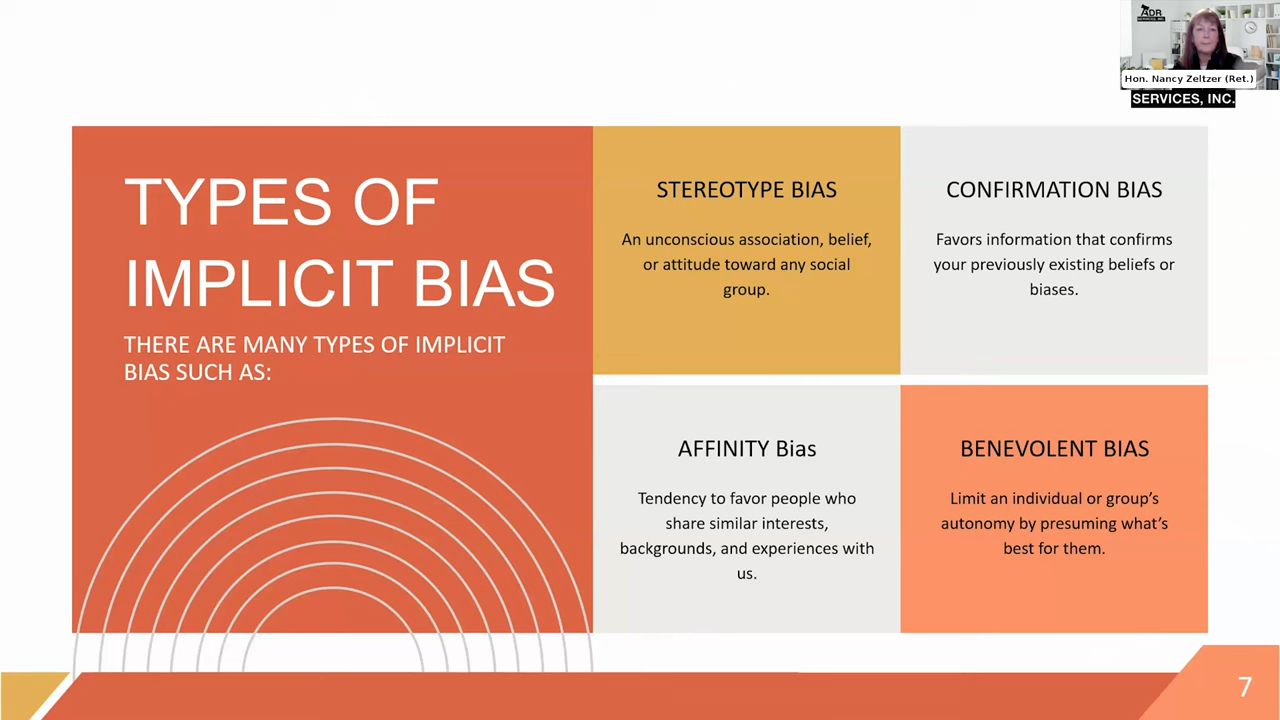 ADR
SERVICES, INC.
Hon. Nancy Zeltzer (Ret.)
SERVICES, INC.
TYPES OF
IMPLICIT BIAS
THERE ARE MANY TYPES OF IMPLICIT
BIAS SUCH AS:
STEREOTYPE BIAS
An unconscious association, belief,
or attitude toward any social
group.
CONFIRMATION BIAS
Favors information that confirms
your previously existing beliefs or
biases.
AFFINITY Bias
Tendency to favor people who
share similar interests,
backgrounds, and experiences with
us.
BENEVOLENT BIAS
Limit an individual or group’s
autonomy by presuming what’s
best for them.
7